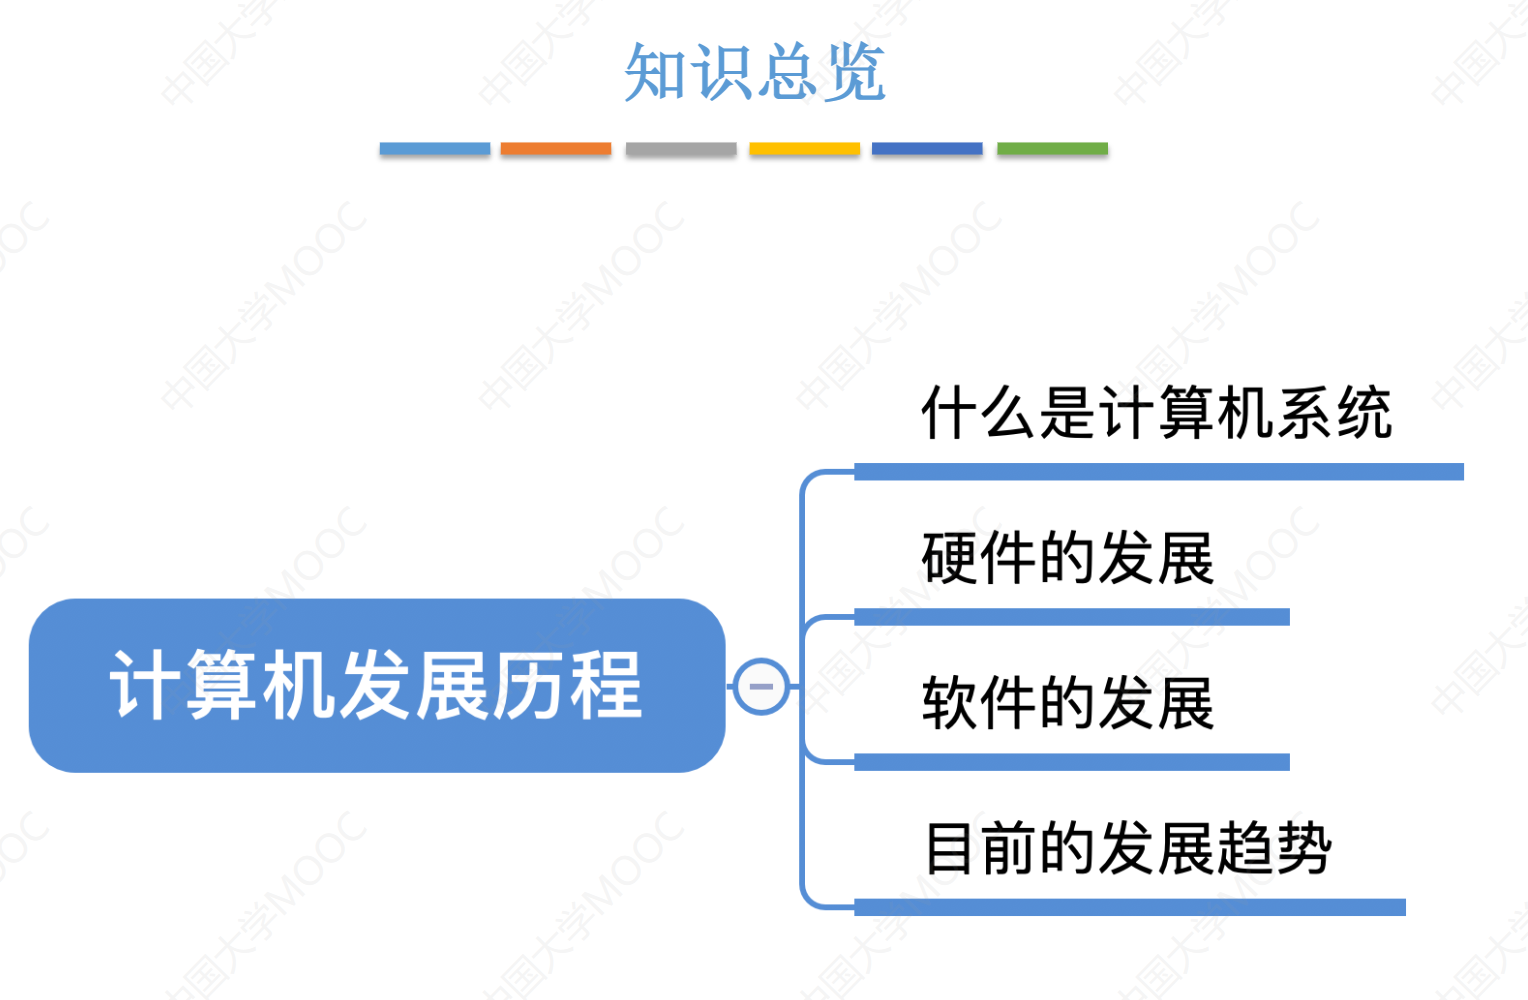 知识总览
什么是计算机系统
硬件的发展
计算机发展历程
软件的发展
目前的发展趋势
中国大学MOOC